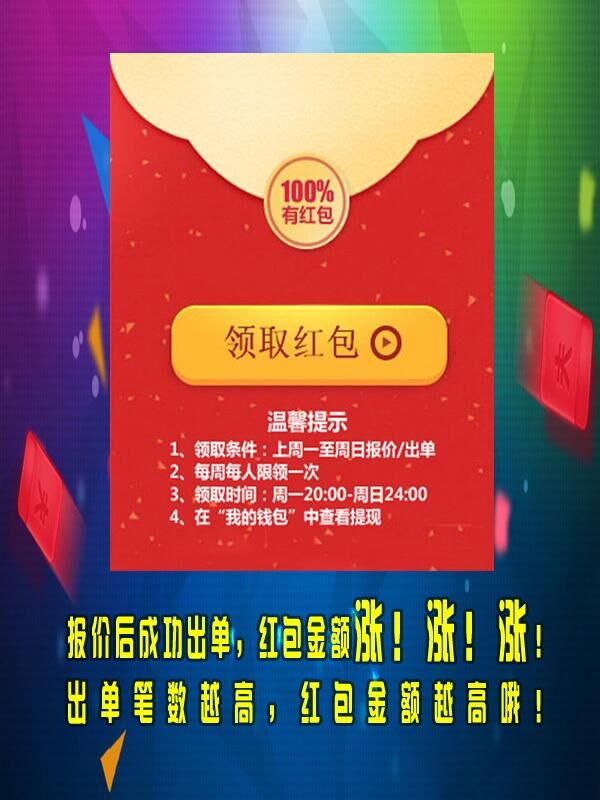 100%
有红包
领取红包
温馨提示
1、领取条件：上周一至周日报价/出单
2、每周每人限领一次
3、领取时间：周一20:00-周日24:00
4、在“我的钱包”中查看提现
报价后成功出单，红包金额涨！涨！涨！
出单笔数越高，红包金额越高哦！